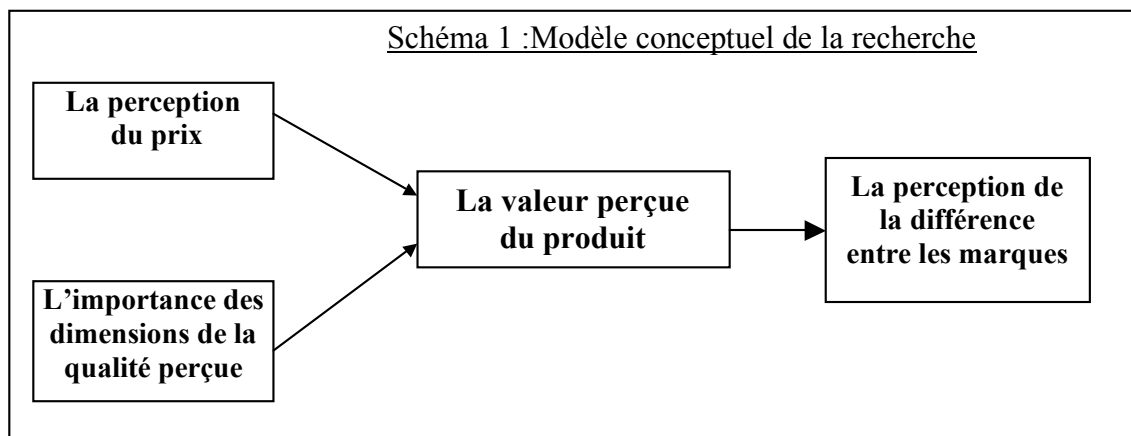 Schéma 1 :Modèle conceptuel de la recherche
La perception
du prix
La valeur perçue
du produit
La perception de
la différence
entre les marques
L’importance des
dimensions de la
qualité perçue